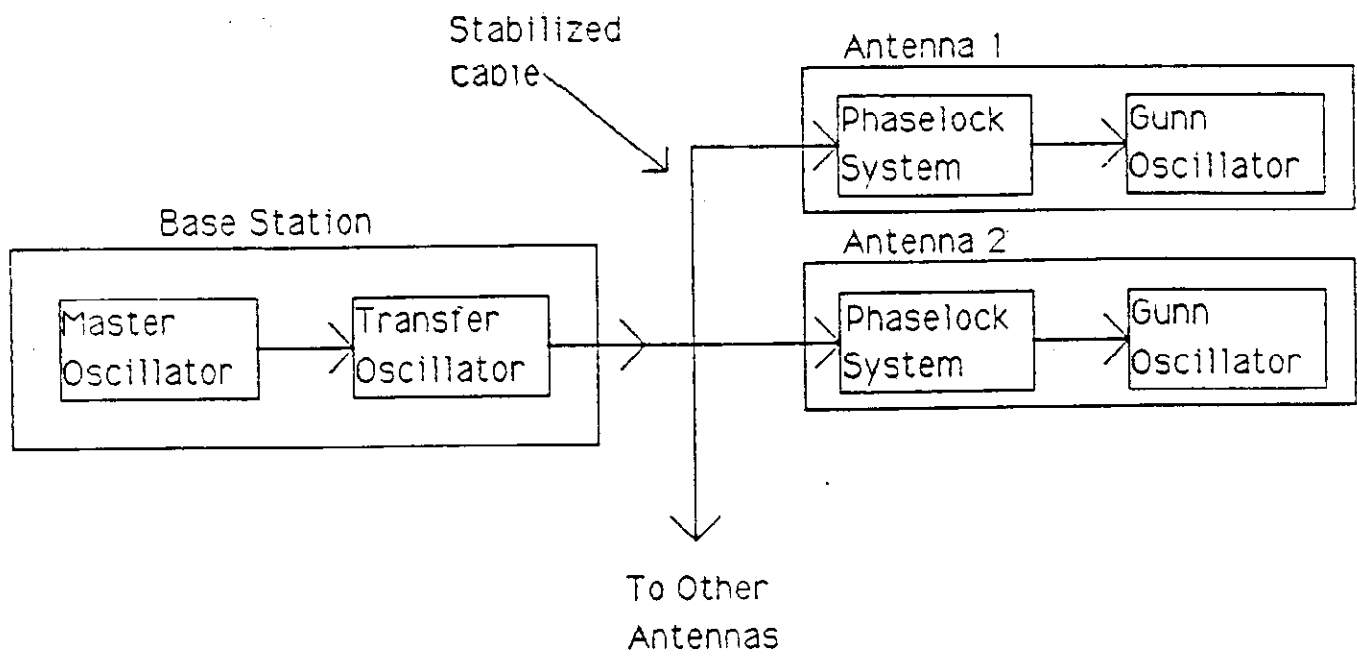 Stabilized
cable
Antenna 1
Phaselock
System
Gunn
Oscillator
Base Station
Master
Oscillator
Transfer
Oscillator
Antenna 2
Phaselock
System
Gunn
Oscillator
To Other
Antennas